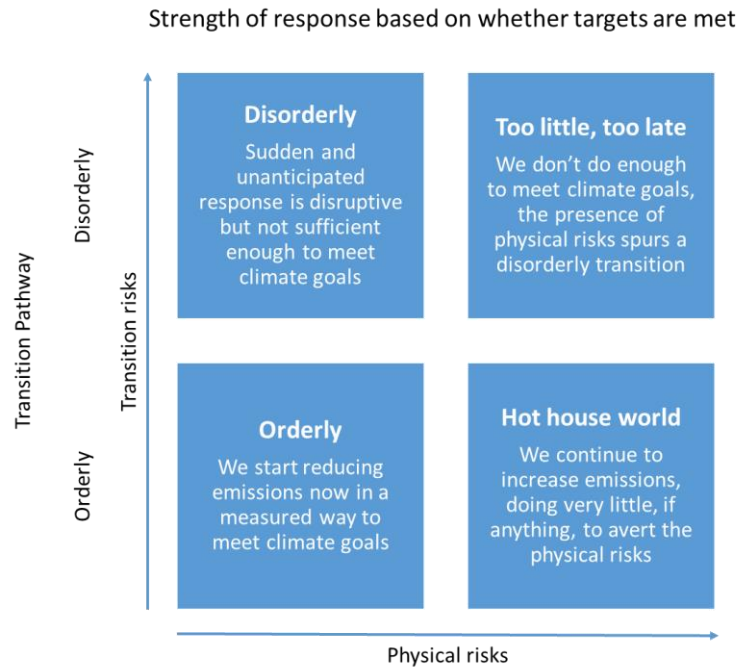 Strength of response based on whether targets are met
Transition Pathway
Disorderly
Orderly
Transition risks
Disorderly
Sudden and
unanticipated
response is disruptive
but not sufficient
enough to meet
climate goals
Too little, too late
We don’t do enough
to meet climate goals,
the presence of
physical risks spurs a
disorderly transition
Orderly
We start reducing
emissions now in a
measured way to
meet climate goals
Hot house world
We continue to
increase emissions,
doing very little, if
anything, to avert the
physical risks
Physical risks